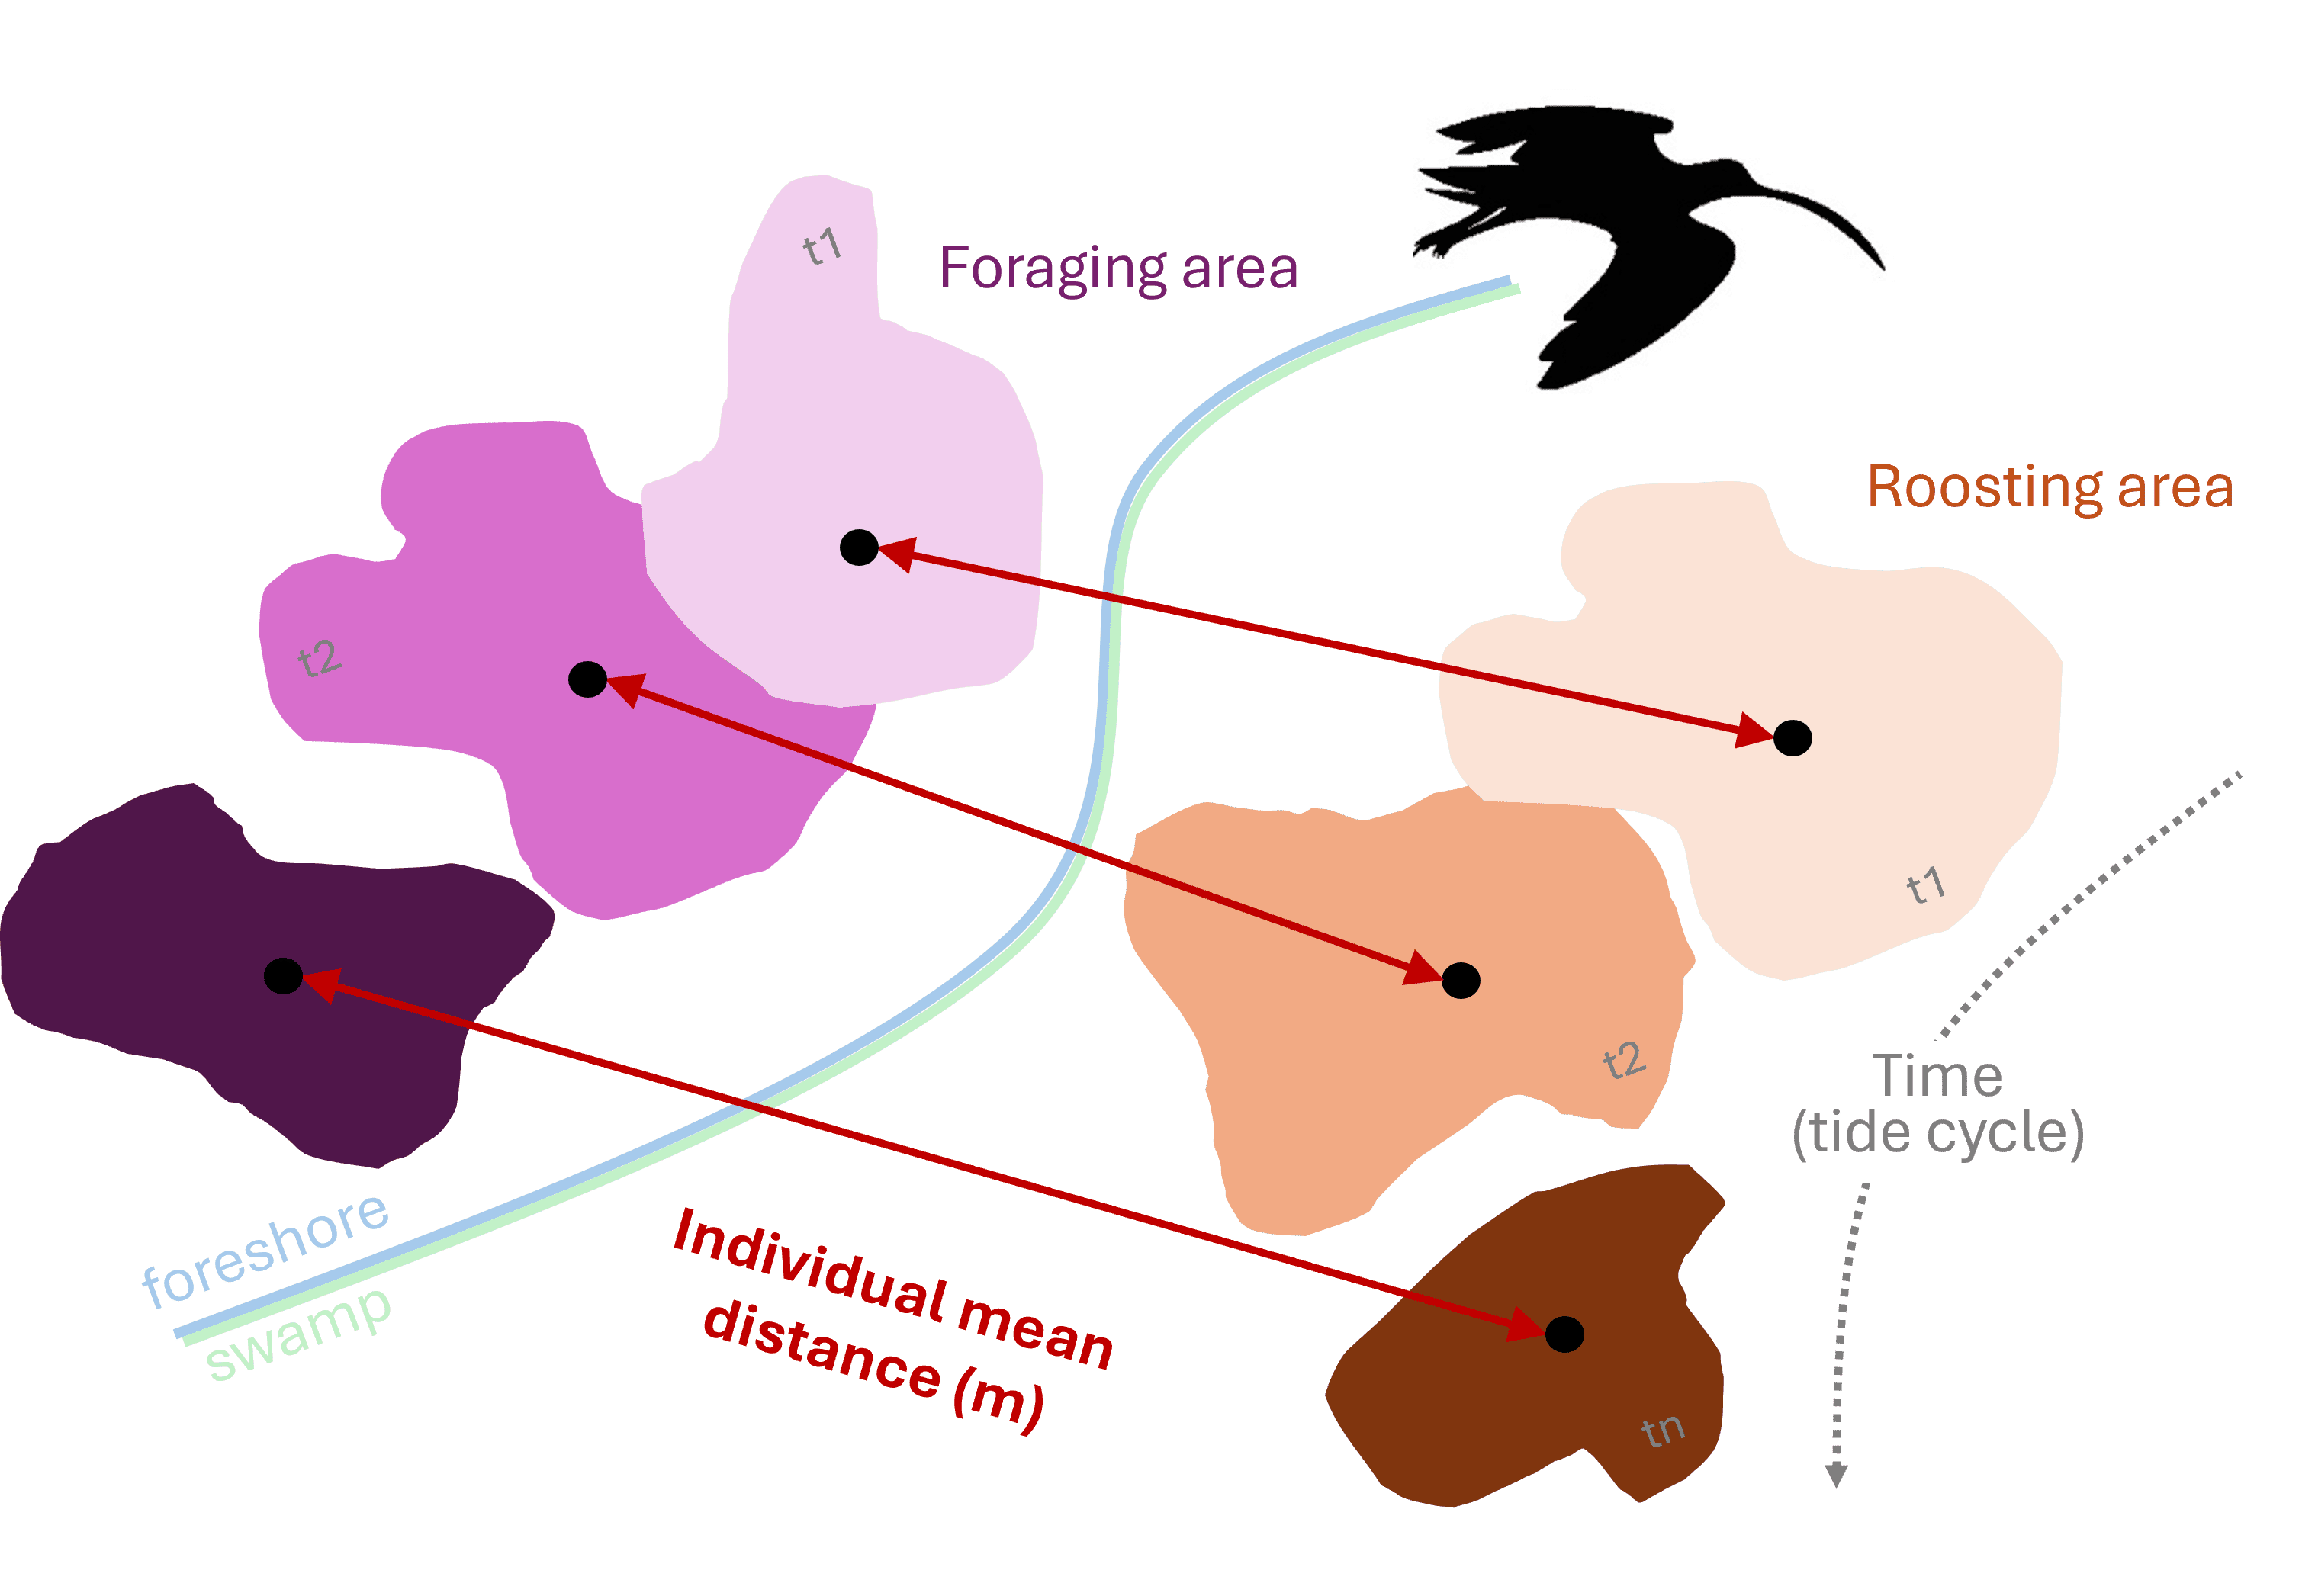 t1
Foraging area
Roosting area
t2
t1
t2
Time
(tide cycle)
foreshore
swamp
Individual mean
distance (m)
tn